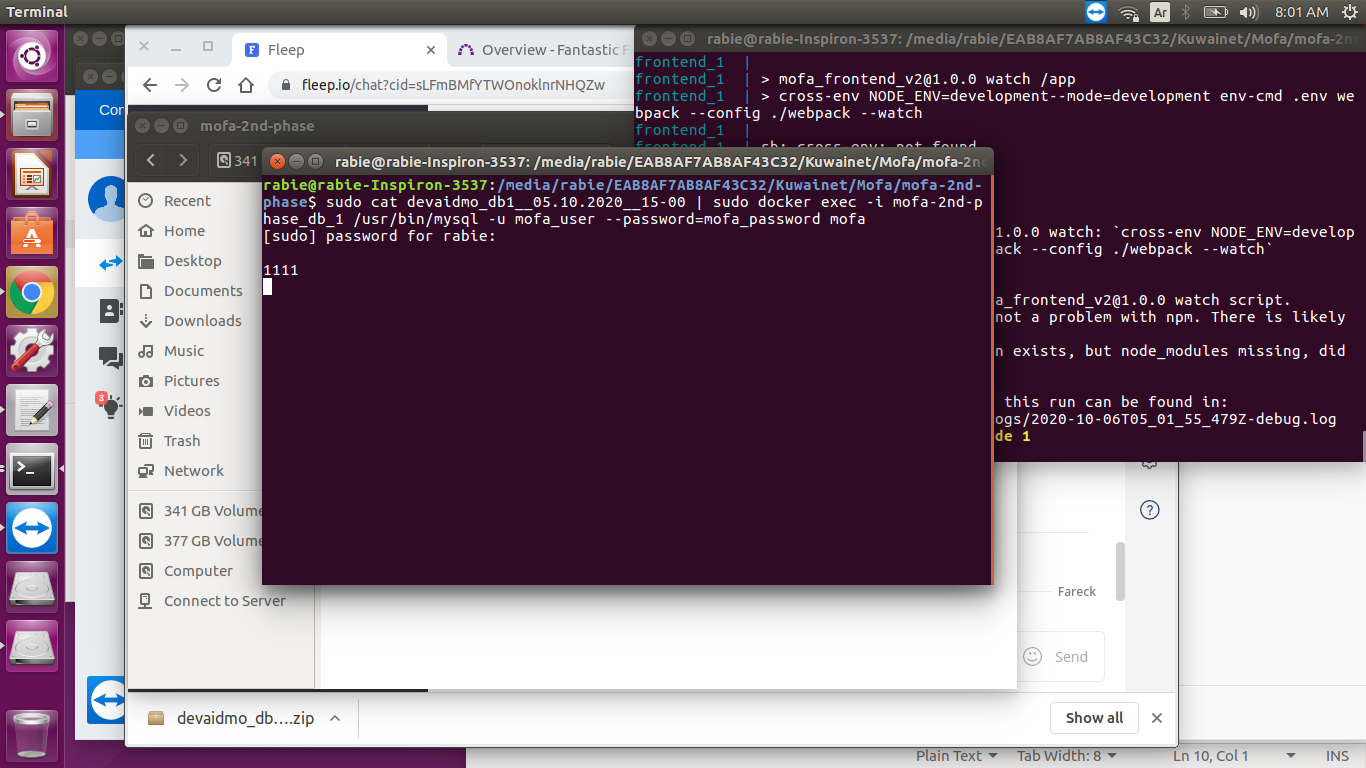 Terminal
Ar
8:01 AM
Fleep
Overview - Fantastic F
rabie@rabie-Inspiron-3537: /media/rabie/EAB8AF7AB8AF43C32/Kuwainet/Mofa/mofa-2nd
Cor
fleep.io/chat?cid=sLFmBMfYTWOnoklnrNHQZw
frontend_1 |
frontend_1 | > mofa_frontend_v2@1.0.0 watch /app
frontend_1 | > cross-env NODE_ENV=development--mode=development env-cmd .env we
bpack --config ./webpack --watch
frontend_1 |
frontend_1 | sh: cross-env: not found
mofa-2nd-phase
341
rabie@rabie-Inspiron-3537: /media/rabie/EAB8AF7AB8AF43C32/Kuwainet/Mofa/mofa-2nd
rabie@rabie-Inspiron-3537:/media/rabie/EAB8AF7AB8AF43C32/Kuwainet/Mofa/mofa-2nd-
phase$ sudo cat devaidmo_db1__05.10.2020__15-00 | sudo docker exec -i mofa-2nd-p
hase_db_1 /usr/bin/mysql -u mofa_user --password=mofa_password mofa
[sudo] password for rabie:
1111
1.0.0 watch: `cross-env NODE_ENV=develop
ack --config ./webpack --watch`
a_frontend_v2@1.0.0 watch script.
not a problem with npm. There is likely
n exists, but node_modules missing, did
this run can be found in:
ogs/2020-10-06T05_01_55_479Z-debug.log
de 1
Recent
Home
Desktop
Documents
Downloads
Music
Pictures
Videos
Trash
Network
341 GB Volume
377 GB Volume
Computer
Connect to Server
3
Fareck
Send
devaidmo_db....zip
Show all
Plain Text
Tab Width: 8
Ln 10, Col 1
INS